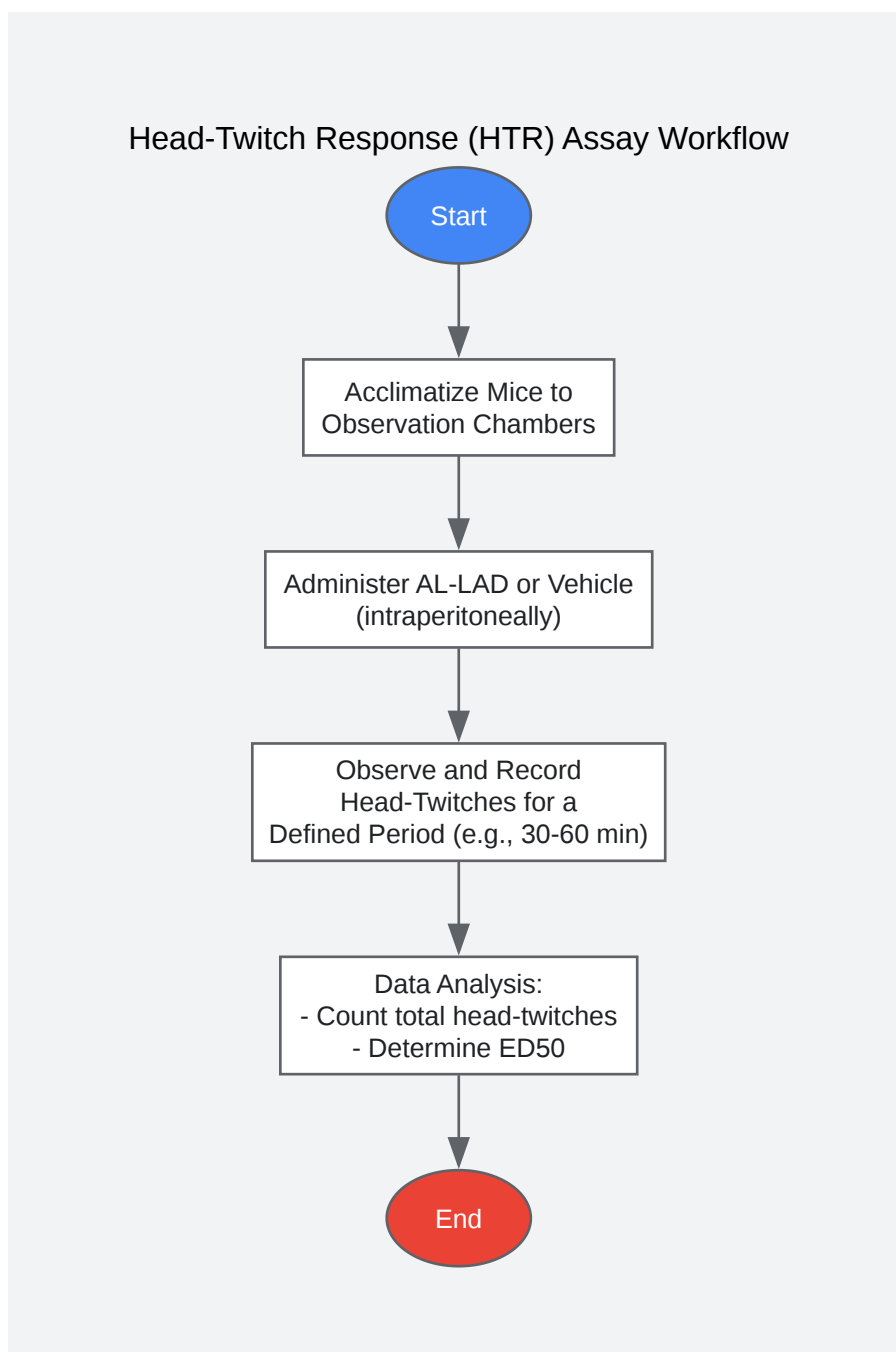 Head-Twitch Response (HTR) Assay Workflow
Start
Acclimatize Mice to
Observation Chambers
Administer AL-LAD or Vehicle
(intraperitoneally)
Observe and Record
Head-Twitches for a
Defined Period (e.g., 30-60 min)
Data Analysis:
- Count total head-twitches
- Determine ED50
End